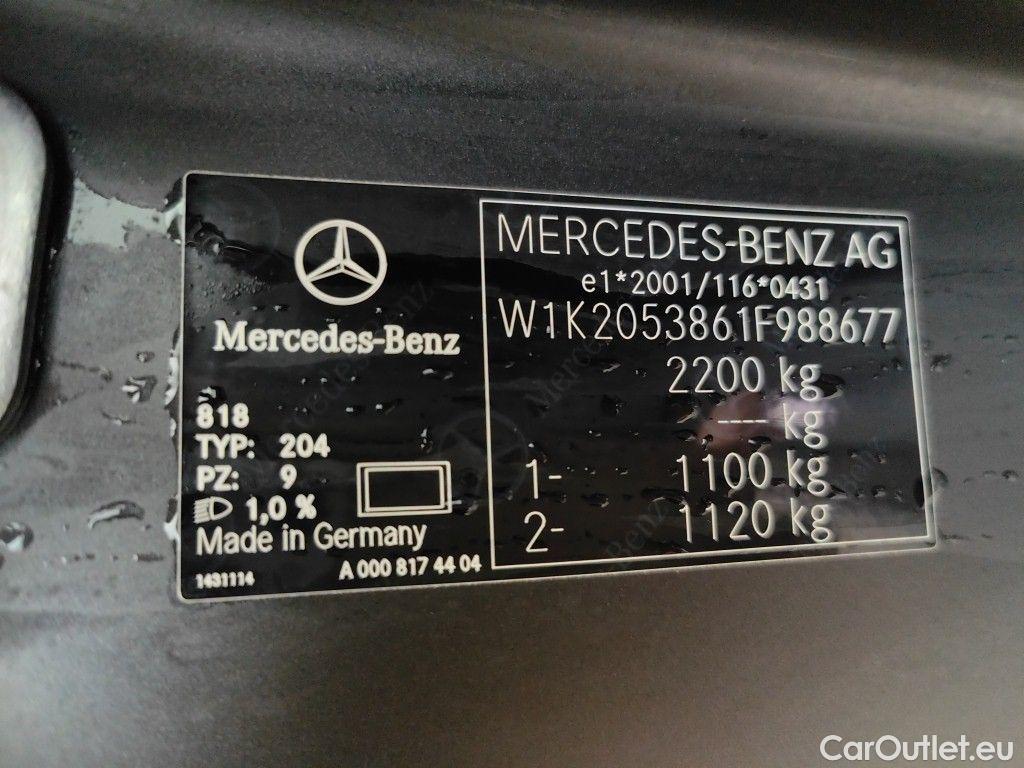 Mercedes-Benz
818
TYP: 204
PZ: 9
1,0 %
Made in Germany
1431114
A 000 817 44 04
MERCEDES-BENZ AG
e1*2001/116*0431
W1K2053861F988677
2200 kg
---- kg
1- 1100 kg
2- 1120 kg
CarOutlet.eu